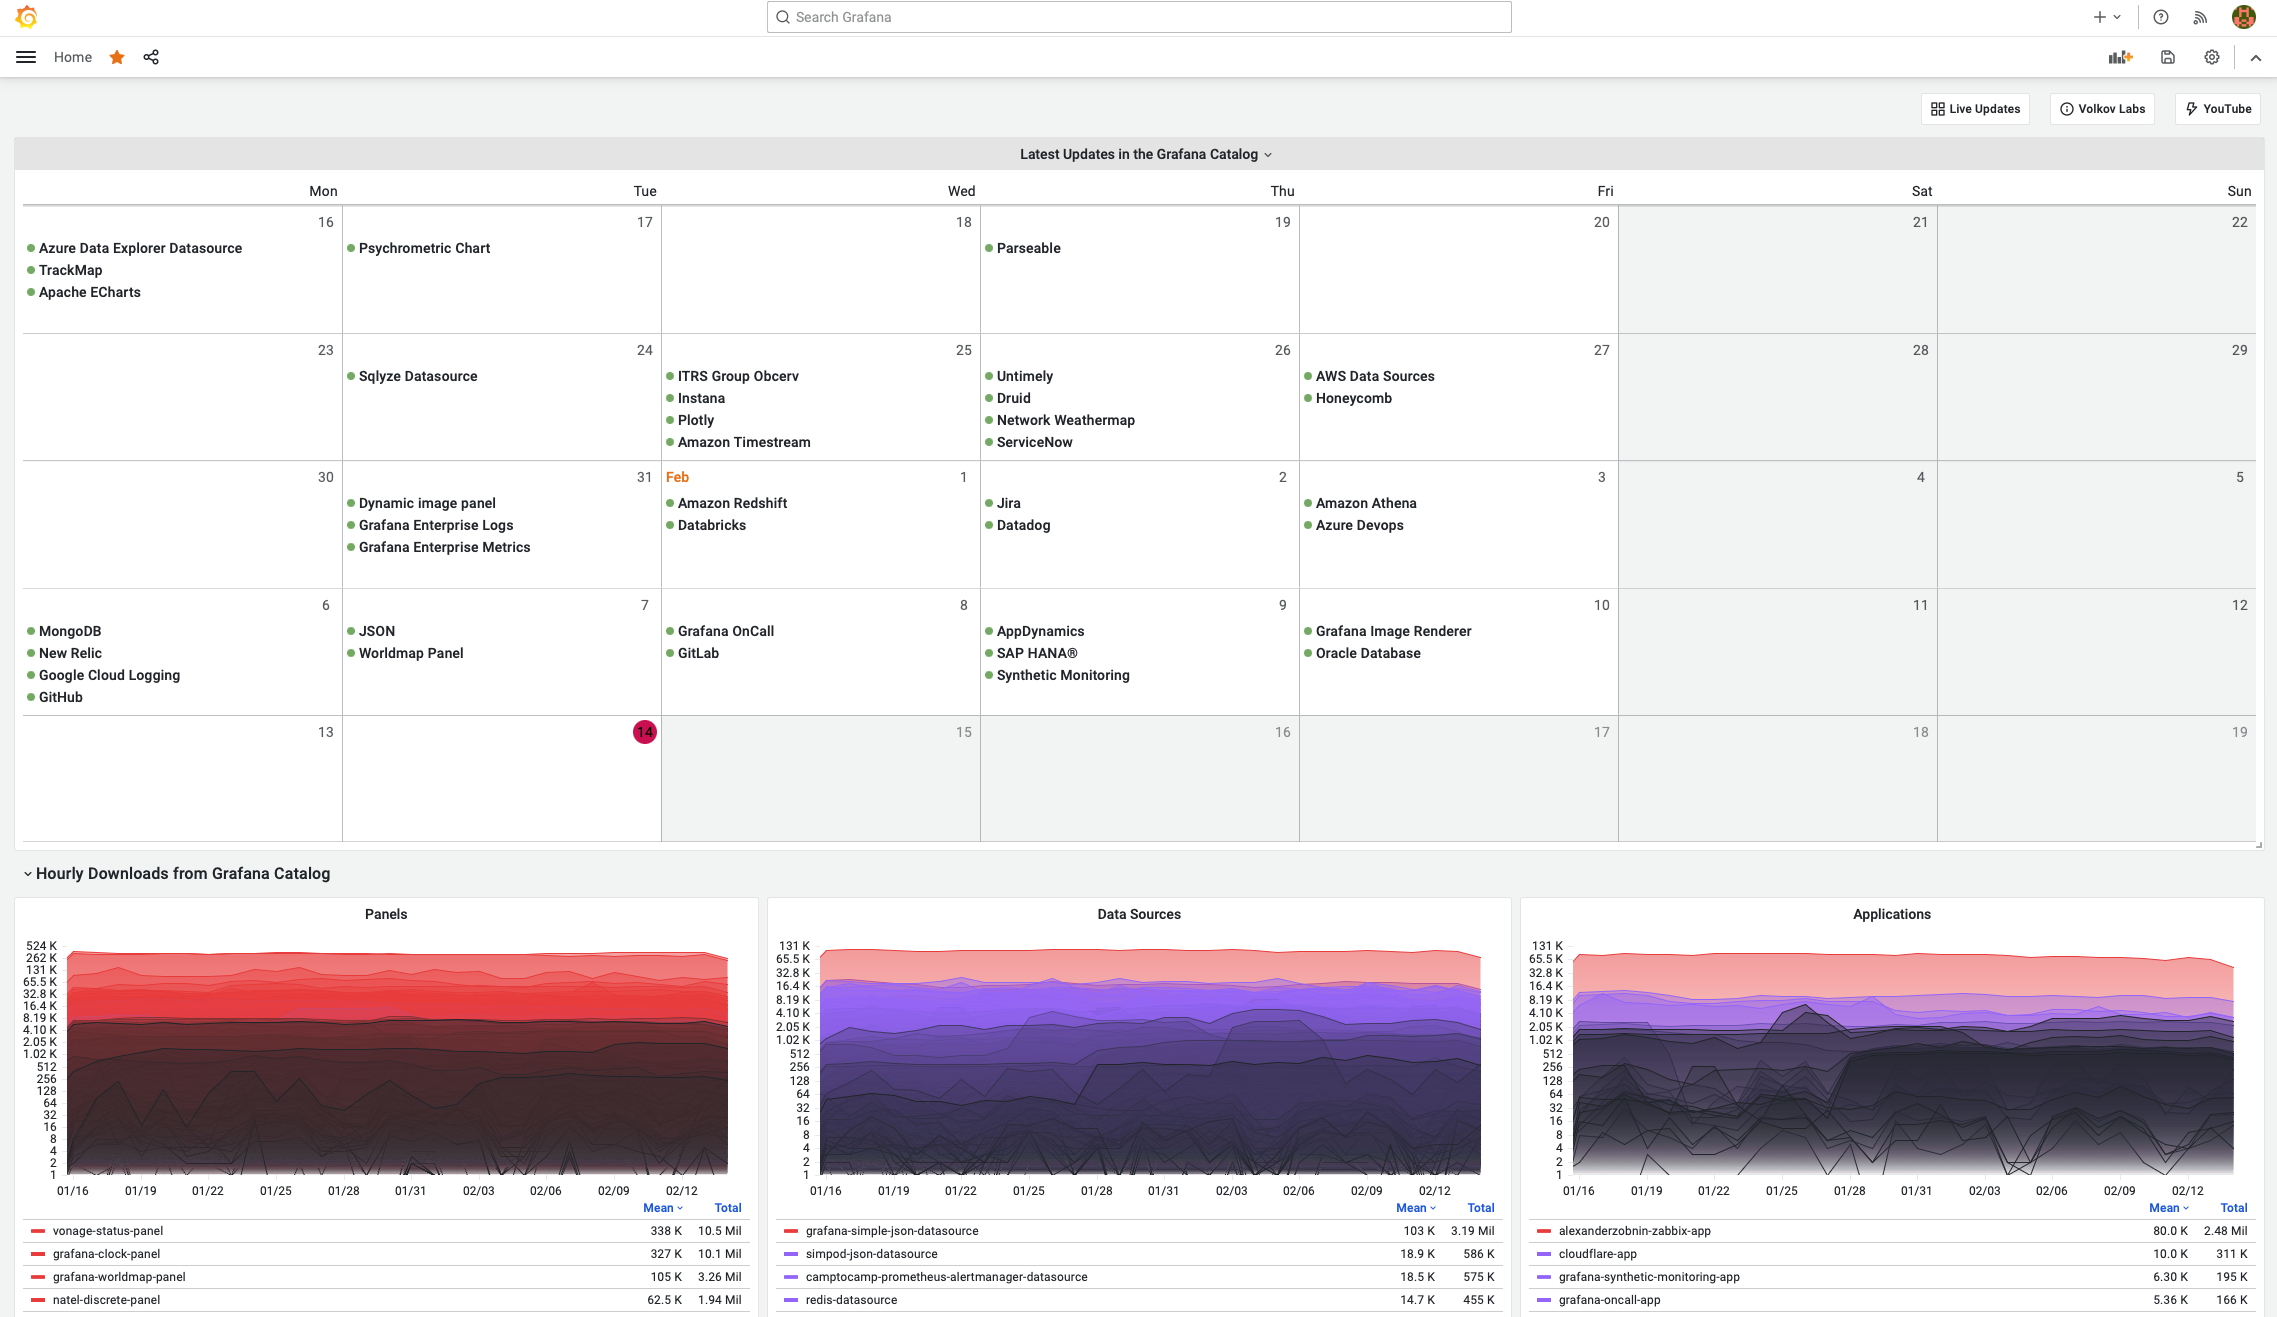 Search Grafana
Home
Live Updates
Volkov Labs
YouTube
Latest Updates in the Grafana Catalog
Mon Tue Wed Thu Fri Sat Sun
16 17 18 19 20 21 22
Azure Data Explorer Datasource Psychrometric Chart Parseable
TrackMap
Apache ECharts
23 24 25 26 27 28 29
Sqlyze Datasource ITRS Group Obcerv Untimely AWS Data Sources
Instana Druid Honeycomb
Plotly Network Weathermap
Amazon Timestream ServiceNow
30 31 Feb 1 2 3 4 5
Dynamic image panel Amazon Redshift Jira Amazon Athena
Grafana Enterprise Logs Databricks Datadog Azure Devops
Grafana Enterprise Metrics
6 7 8 9 10 11 12
MongoDB JSON Grafana OnCall AppDynamics Grafana Image Renderer
New Relic Worldmap Panel GitLab SAP HANA® Oracle Database
Google Cloud Logging Synthetic Monitoring
GitHub
13 14 15 16 17 18 19
Hourly Downloads from Grafana Catalog
Panels
524 K
262 K
131 K
65.5 K
32.8 K
16.4 K
8.19 K
4.10 K
2.05 K
1.02 K
512
256
128
64
32
16
8
4
2
1
01/16 01/19 01/22 01/25 01/28 01/31 02/03 02/06 02/09 02/12
Mean Total
vonage-status-panel 338 K 10.5 Mil
grafana-clock-panel 327 K 10.1 Mil
grafana-worldmap-panel 105 K 3.26 Mil
natel-discrete-panel 62.5 K 1.94 Mil
Data Sources
131 K
65.5 K
32.8 K
16.4 K
8.19 K
4.10 K
2.05 K
1.02 K
512
256
128
64
32
16
8
4
2
1
01/16 01/19 01/22 01/25 01/28 01/31 02/03 02/06 02/09 02/12
Mean Total
grafana-simple-json-datasource 103 K 3.19 Mil
simpod-json-datasource 18.9 K 586 K
camptocamp-prometheus-alertmanager-datasource 18.5 K 575 K
redis-datasource 14.7 K 455 K
Applications
131 K
65.5 K
32.8 K
16.4 K
8.19 K
4.10 K
2.05 K
1.02 K
512
256
128
64
32
16
8
4
2
1
01/16 01/19 01/22 01/25 01/28 01/31 02/03 02/06 02/09 02/12
Mean Total
alexanderzobnin-zabbix-app 80.0 K 2.48 Mil
cloudflare-app 10.0 K 311 K
grafana-synthetic-monitoring-app 6.30 K 195 K
grafana-oncall-app 5.36 K 166 K